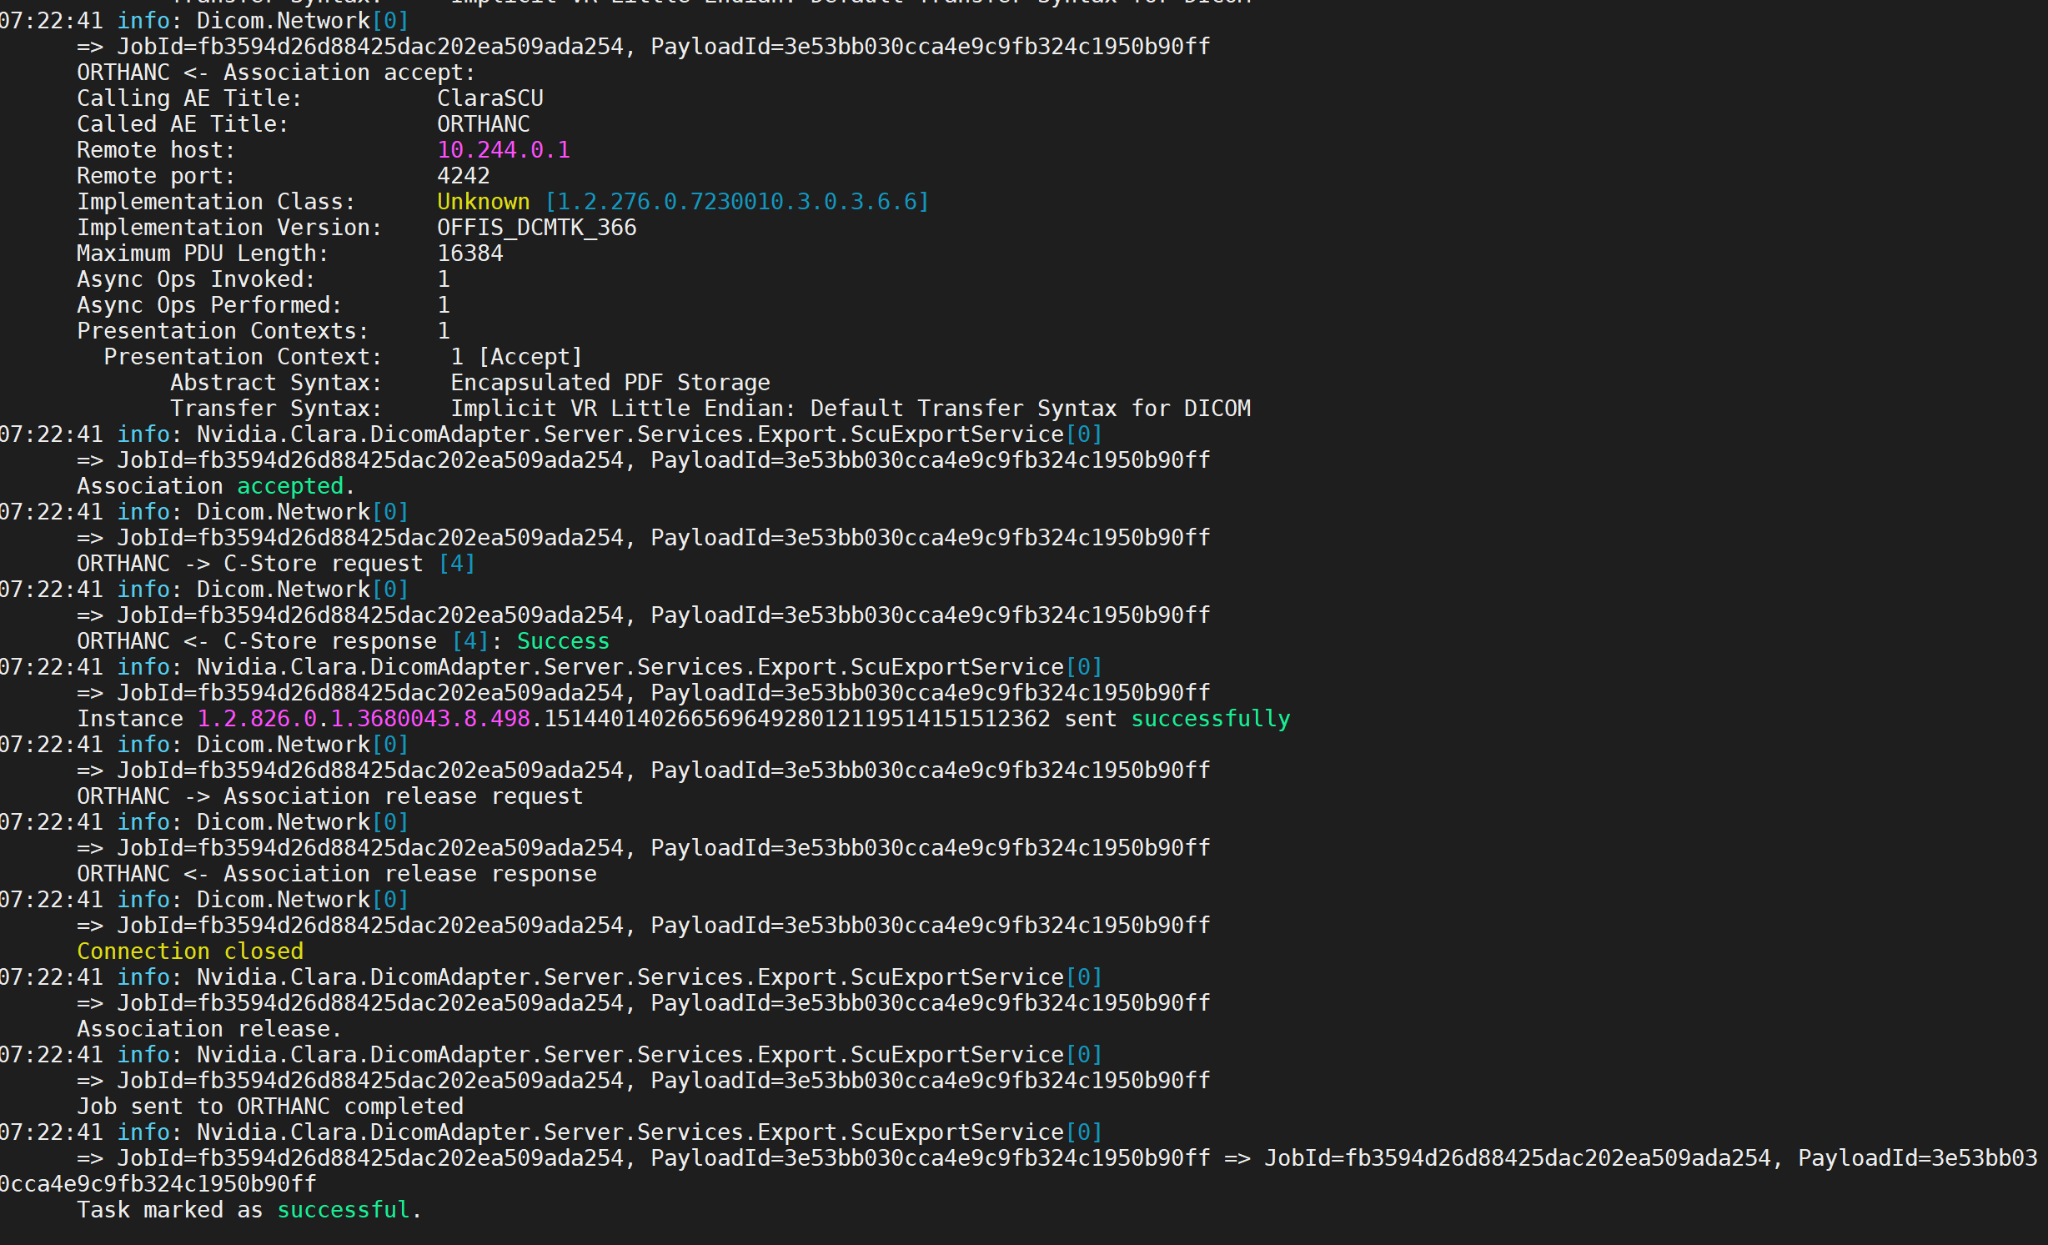 Transfer Syntax:     Implicit VR Little Endian: Default Transfer Syntax for DICOM
07:22:41 info: Dicom.Network[0]
      => JobId=fb3594d26d88425dac202ea509ada254, PayloadId=3e53bb030cca4e9c9fb324c1950b90ff
      ORTHANC <- Association accept:
      Calling AE Title:          ClaraSCU
      Called AE Title:           ORTHANC
      Remote host:               10.244.0.1
      Remote port:               4242
      Implementation Class:      Unknown [1.2.276.0.7230010.3.0.3.6.6]
      Implementation Version:    OFFIS_DCMTK_366
      Maximum PDU Length:        16384
      Async Ops Invoked:         1
      Async Ops Performed:       1
      Presentation Contexts:     1
        Presentation Context:     1 [Accept]
             Abstract Syntax:     Encapsulated PDF Storage
             Transfer Syntax:     Implicit VR Little Endian: Default Transfer Syntax for DICOM
07:22:41 info: Nvidia.Clara.DicomAdapter.Server.Services.Export.ScuExportService[0]
      => JobId=fb3594d26d88425dac202ea509ada254, PayloadId=3e53bb030cca4e9c9fb324c1950b90ff
      Association accepted.
07:22:41 info: Dicom.Network[0]
      => JobId=fb3594d26d88425dac202ea509ada254, PayloadId=3e53bb030cca4e9c9fb324c1950b90ff
      ORTHANC -> C-Store request [4]
07:22:41 info: Dicom.Network[0]
      => JobId=fb3594d26d88425dac202ea509ada254, PayloadId=3e53bb030cca4e9c9fb324c1950b90ff
      ORTHANC <- C-Store response [4]: Success
07:22:41 info: Nvidia.Clara.DicomAdapter.Server.Services.Export.ScuExportService[0]
      => JobId=fb3594d26d88425dac202ea509ada254, PayloadId=3e53bb030cca4e9c9fb324c1950b90ff
      Instance 1.2.826.0.1.3680043.8.498.15144014026656964928012119514151512362 sent successfully
07:22:41 info: Dicom.Network[0]
      => JobId=fb3594d26d88425dac202ea509ada254, PayloadId=3e53bb030cca4e9c9fb324c1950b90ff
      ORTHANC -> Association release request
07:22:41 info: Dicom.Network[0]
      => JobId=fb3594d26d88425dac202ea509ada254, PayloadId=3e53bb030cca4e9c9fb324c1950b90ff
      ORTHANC <- Association release response
07:22:41 info: Dicom.Network[0]
      => JobId=fb3594d26d88425dac202ea509ada254, PayloadId=3e53bb030cca4e9c9fb324c1950b90ff
      Connection closed
07:22:41 info: Nvidia.Clara.DicomAdapter.Server.Services.Export.ScuExportService[0]
      => JobId=fb3594d26d88425dac202ea509ada254, PayloadId=3e53bb030cca4e9c9fb324c1950b90ff
      Association release.
07:22:41 info: Nvidia.Clara.DicomAdapter.Server.Services.Export.ScuExportService[0]
      => JobId=fb3594d26d88425dac202ea509ada254, PayloadId=3e53bb030cca4e9c9fb324c1950b90ff
      Job sent to ORTHANC completed
07:22:41 info: Nvidia.Clara.DicomAdapter.Server.Services.Export.ScuExportService[0]
      => JobId=fb3594d26d88425dac202ea509ada254, PayloadId=3e53bb030cca4e9c9fb324c1950b90ff => JobId=fb3594d26d88425dac202ea509ada254, PayloadId=3e53bb03
0cca4e9c9fb324c1950b90ff
      Task marked as successful.